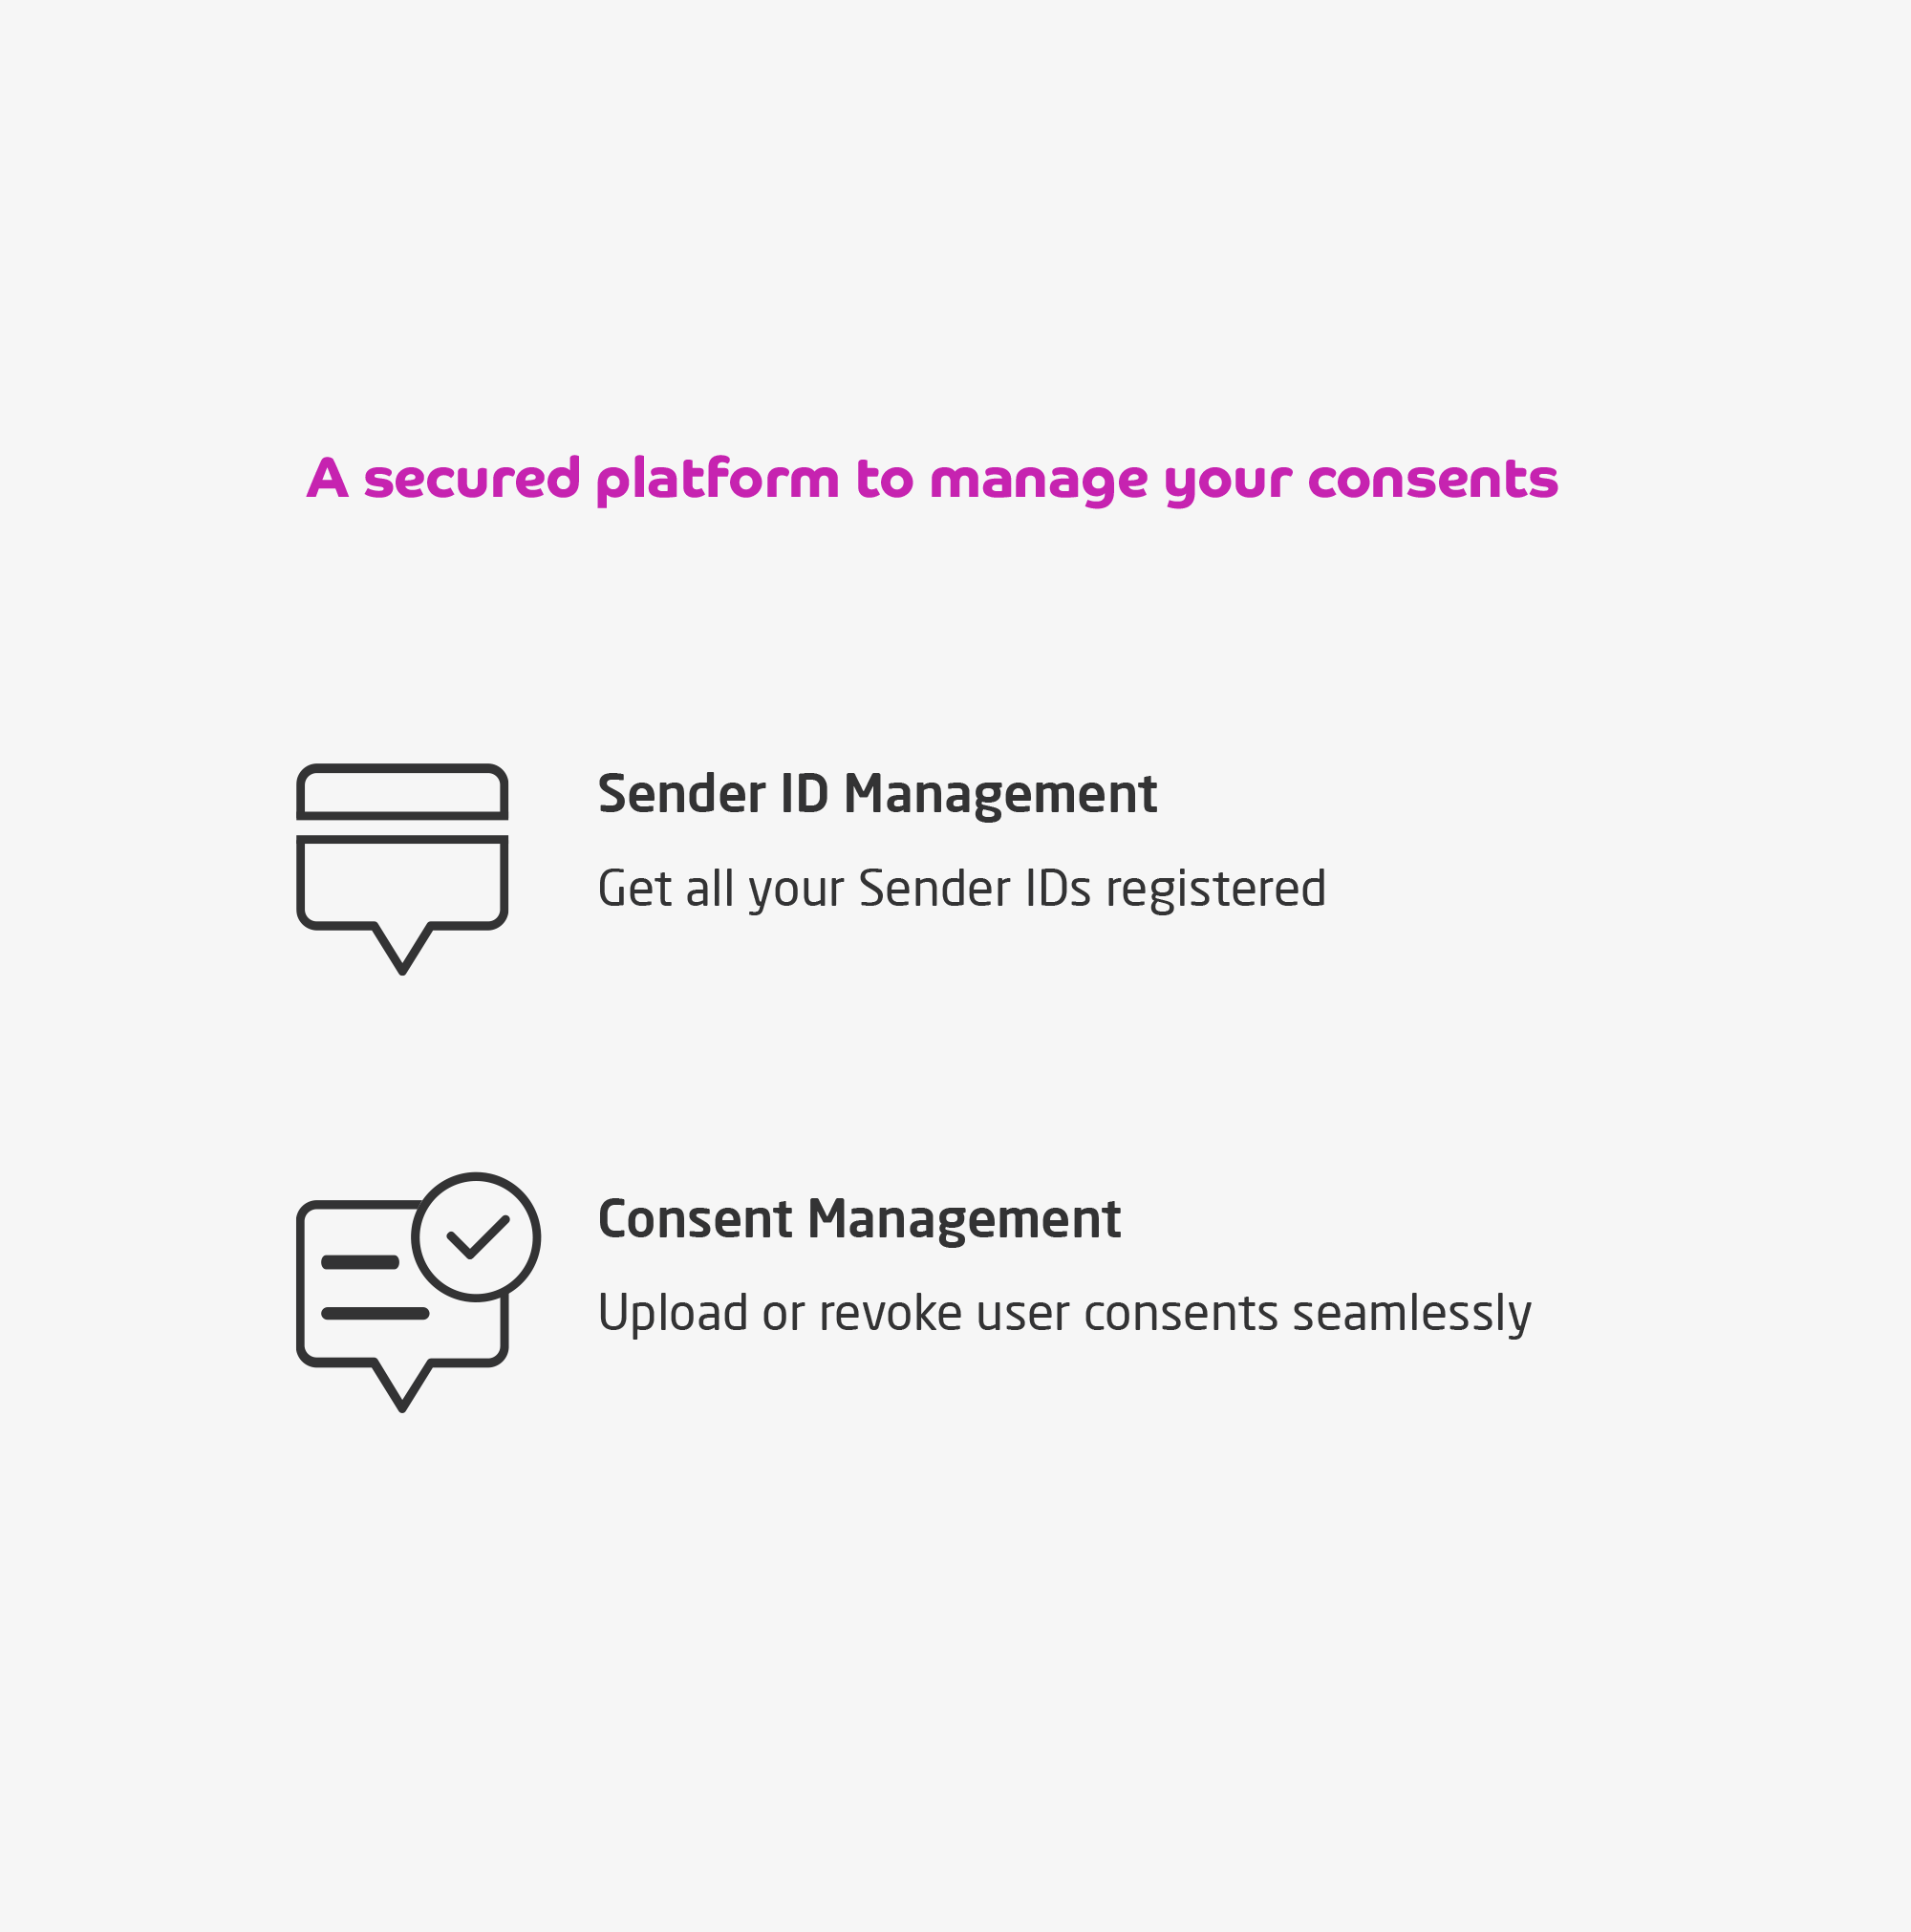 A secured platform to manage your consents
Sender ID Management
Get all your Sender IDs registered
Consent Management
Upload or revoke user consents seamlessly